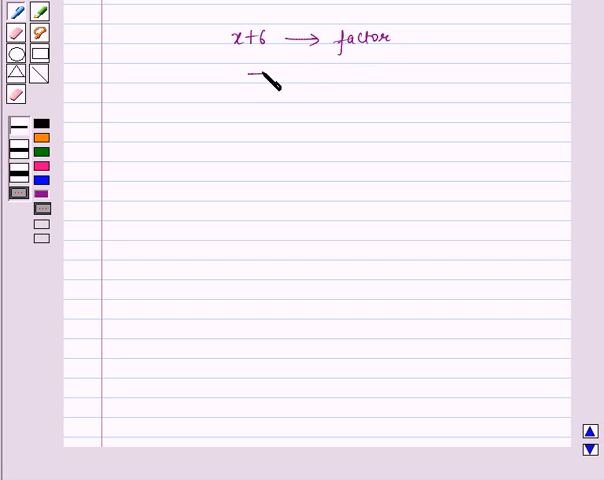 x+6 ⟶ factor
−